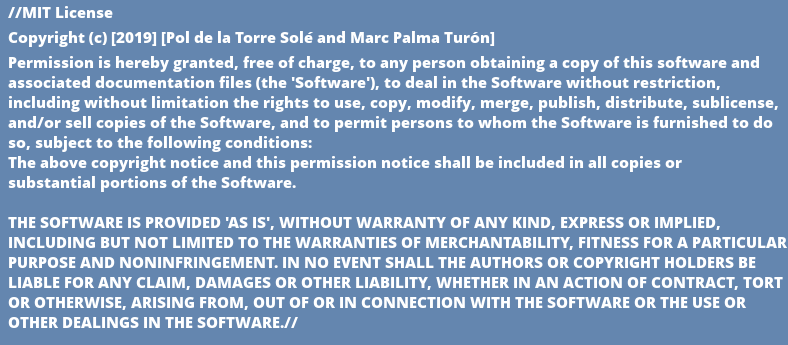 //MIT License
Copyright (c) [2019] [Pol de la Torre Solé and Marc Palma Turón]
Permission is hereby granted, free of charge, to any person obtaining a copy of this software and
associated documentation files (the 'Software'), to deal in the Software without restriction,
including without limitation the rights to use, copy, modify, merge, publish, distribute, sublicense,
and/or sell copies of the Software, and to permit persons to whom the Software is furnished to do
so, subject to the following conditions:
The above copyright notice and this permission notice shall be included in all copies or
substantial portions of the Software.
THE SOFTWARE IS PROVIDED 'AS IS', WITHOUT WARRANTY OF ANY KIND, EXPRESS OR IMPLIED,
INCLUDING BUT NOT LIMITED TO THE WARRANTIES OF MERCHANTABILITY, FITNESS FOR A PARTICULAR
PURPOSE AND NONINFRINGEMENT. IN NO EVENT SHALL THE AUTHORS OR COPYRIGHT HOLDERS BE
LIABLE FOR ANY CLAIM, DAMAGES OR OTHER LIABILITY, WHETHER IN AN ACTION OF CONTRACT, TORT
OR OTHERWISE, ARISING FROM, OUT OF OR IN CONNECTION WITH THE SOFTWARE OR THE USE OR
OTHER DEALINGS IN THE SOFTWARE.//